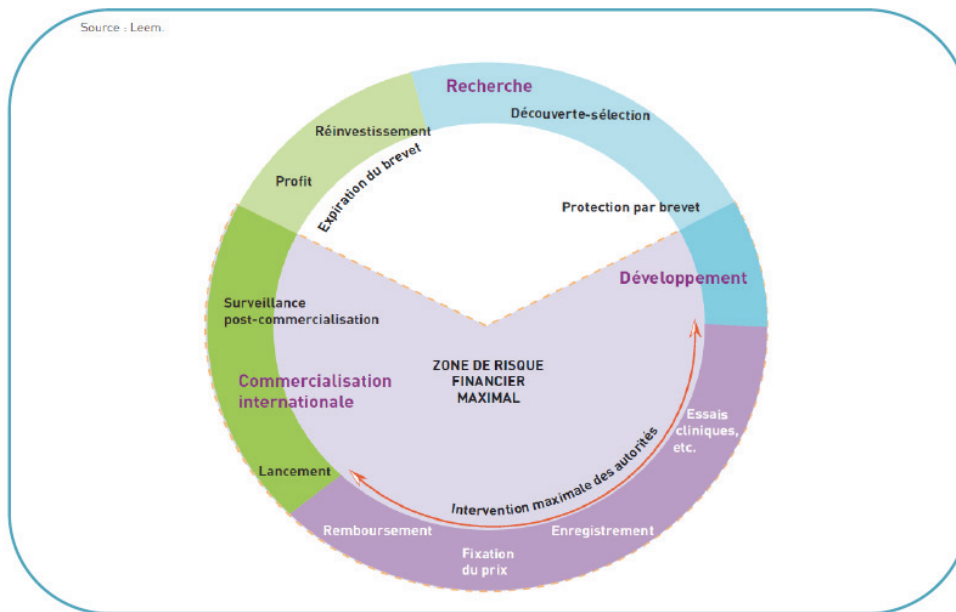 Source : Leem.
Recherche
Découverte-sélection
Réinvestissement
Profit
Expiration du brevet
Protection par brevet
Développement
Surveillance
post-commercialisation
ZONE DE RISQUE
FINANCIER
MAXIMAL
Commercialisation
internationale
Essais
cliniques,
etc.
Lancement
Intervention maximale des autorités
Remboursement
Enregistrement
Fixation
du prix